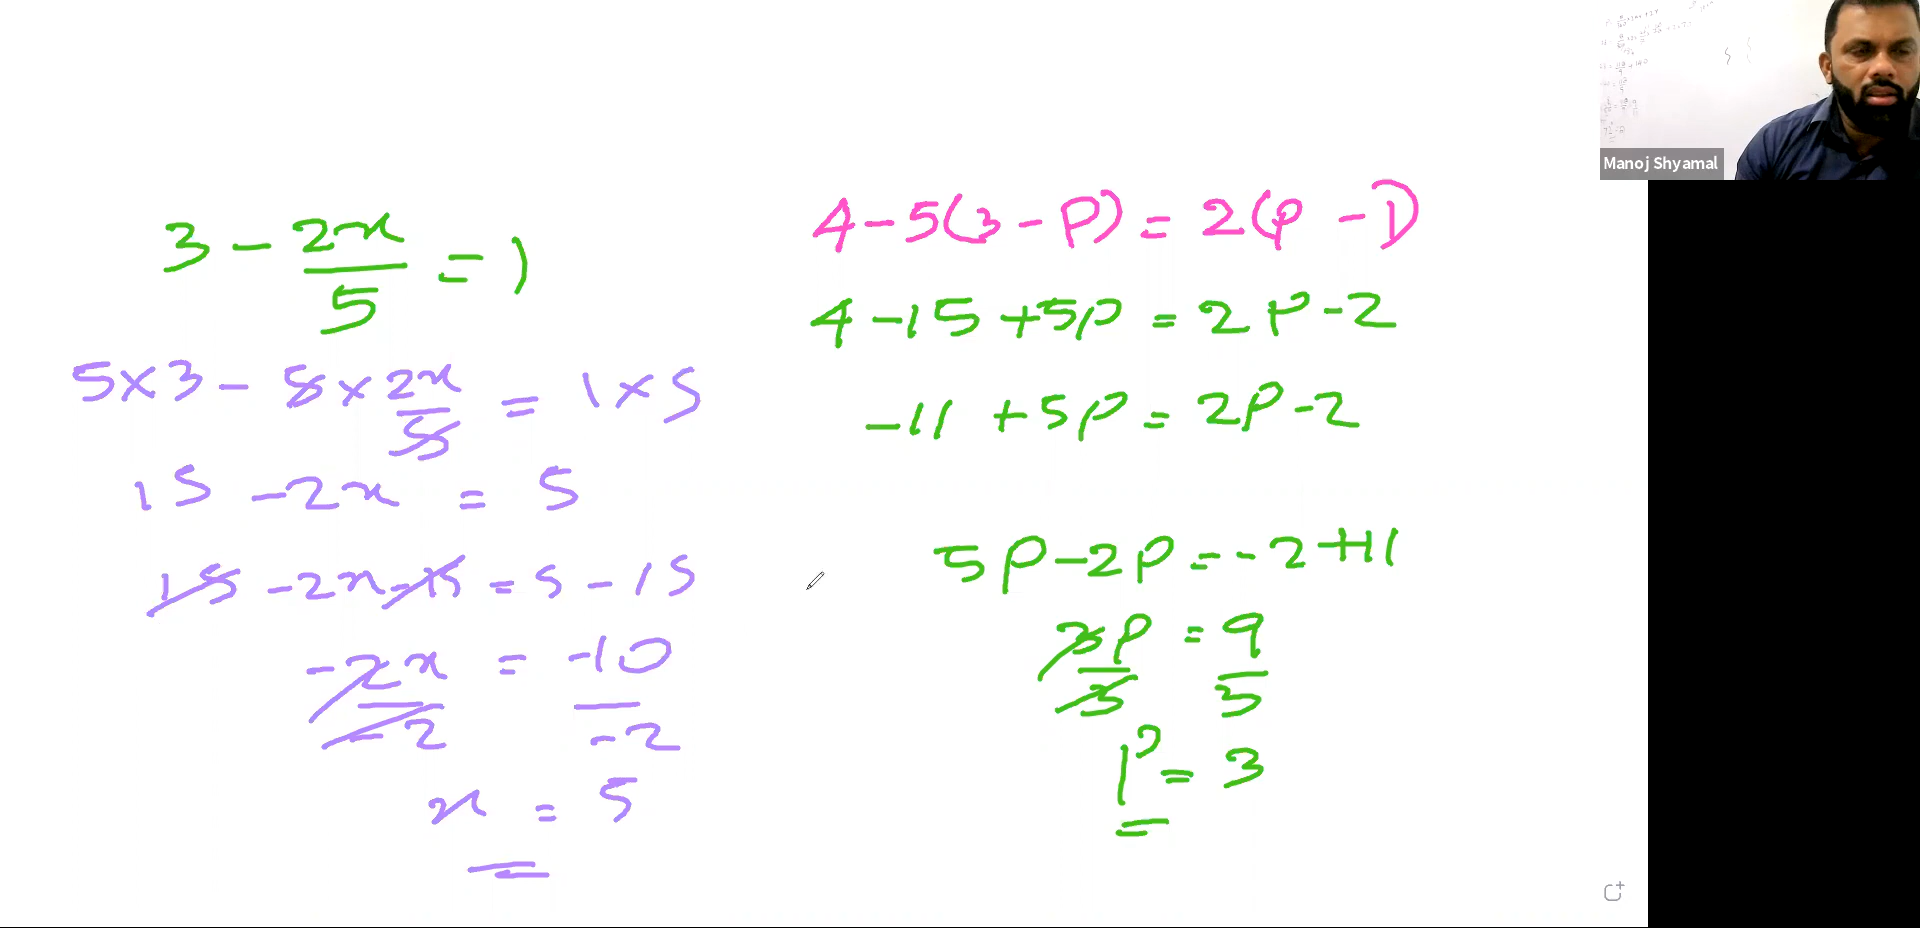 3 - 2x/5 = 1
5 × 3 - 5 × 2x/5 = 1 × 5
15 - 2x = 5
15 - 2x - 15 = 5 - 15
-2x/-2 = -10/-2
x = 5
4 - 5(3 - P) = 2(P - 1)
4 - 15 + 5P = 2P - 2
-11 + 5P = 2P - 2
5P - 2P = -2 + 11
3P/3 = 9/3
P = 3
Manoj Shyamal